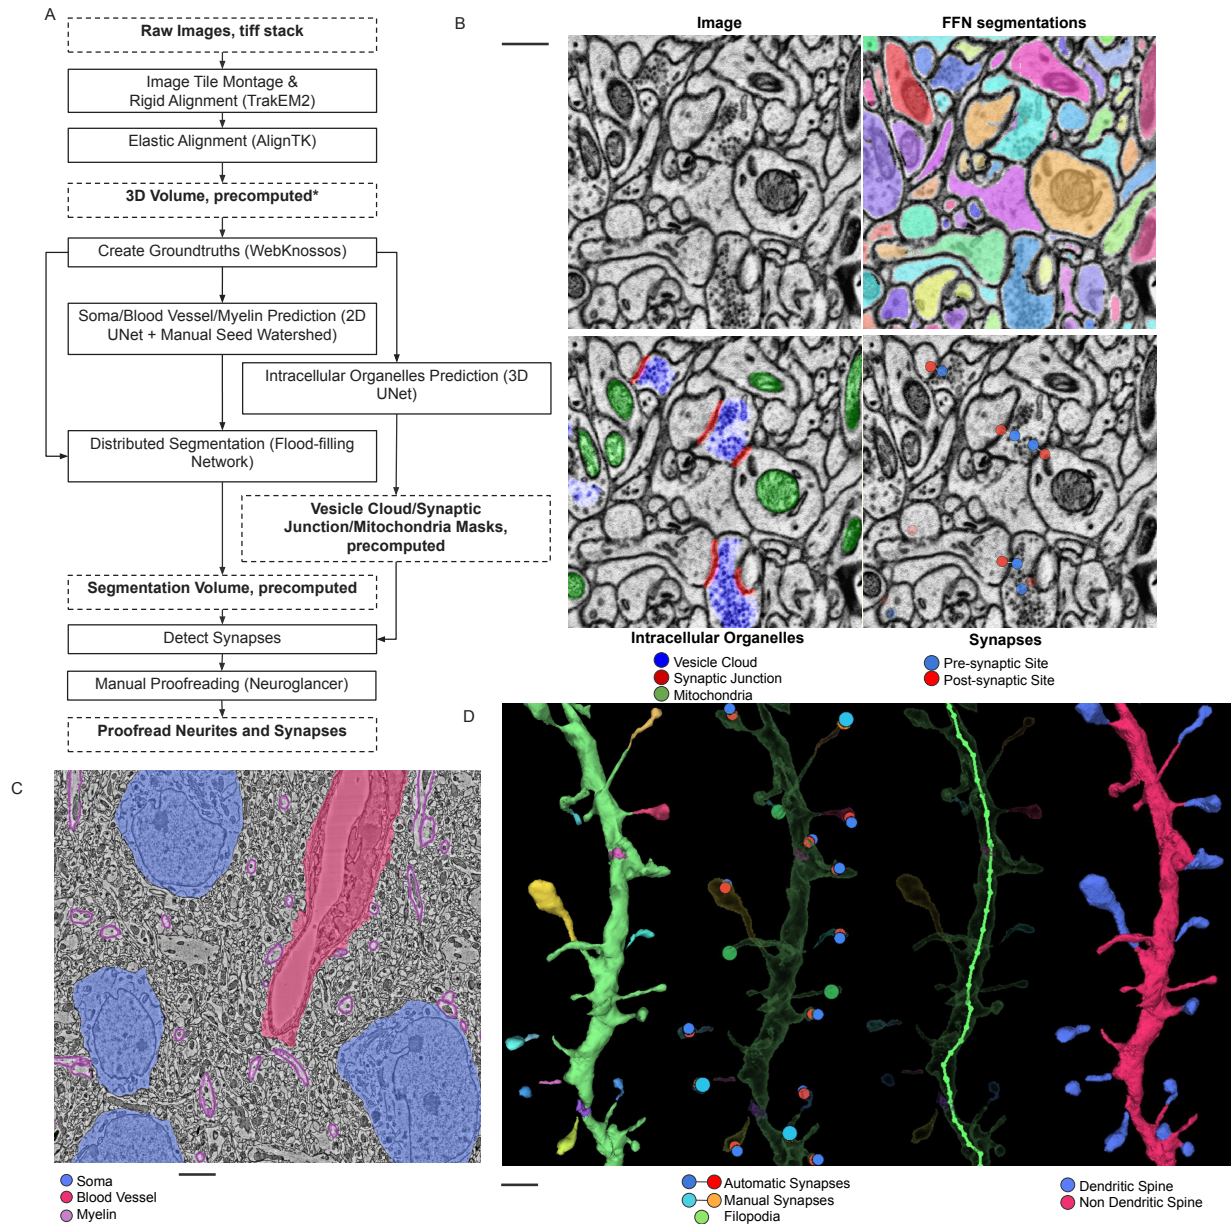 A
Raw Images, tiff stack
Image Tile Montage &
Rigid Alignment (TrakEM2)
Elastic Alignment (AlignTK)
3D Volume, precomputed*
Create Groundtruths (WebKnossos)
Soma/Blood Vessel/Myelin Prediction (2D
UNet + Manual Seed Watershed)
Intracellular Organelles Prediction (3D
UNet)
Distributed Segmentation (Flood-filling
Network)
Vesicle Cloud/Synaptic
Junction/Mitochondria Masks,
precomputed
Segmentation Volume, precomputed
Detect Synapses
Manual Proofreading (Neuroglancer)
Proofread Neurites and Synapses
B
Image
FFN segmentations
Intracellular Organelles
Vesicle Cloud
Synaptic Junction
Mitochondria
Synapses
Pre-synaptic Site
Post-synaptic Site
C
Soma
Blood Vessel
Myelin
D
Automatic Synapses
Manual Synapses
Filopodia
Dendritic Spine
Non Dendritic Spine